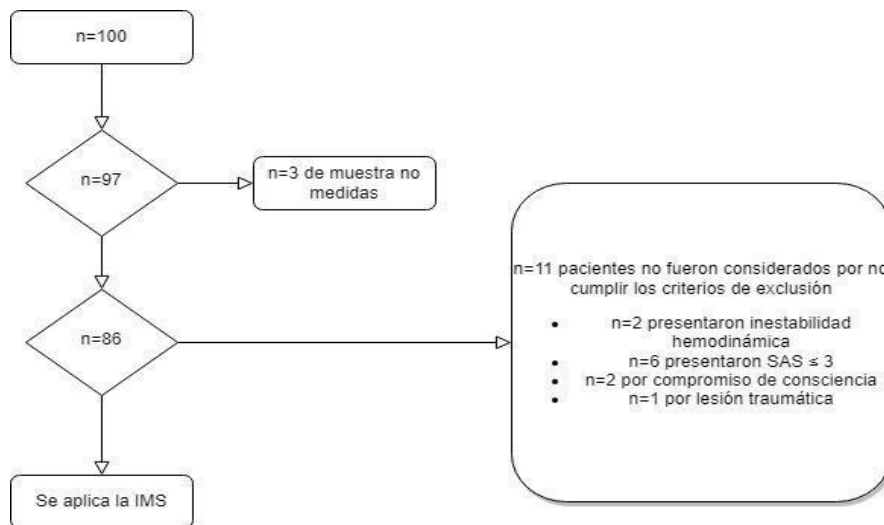 n=100
n=97
n=3 de muestra no
medidas
n=11 pacientes no fueron considerados por no
cumplir los criterios de exclusión
n=86
• n=2 presentaron inestabilidad
hemodinámica
• n=6 presentaron SAS ≤ 3
• n=2 por compromiso de consciencia
• n=1 por lesión traumática
Se aplica la IMS